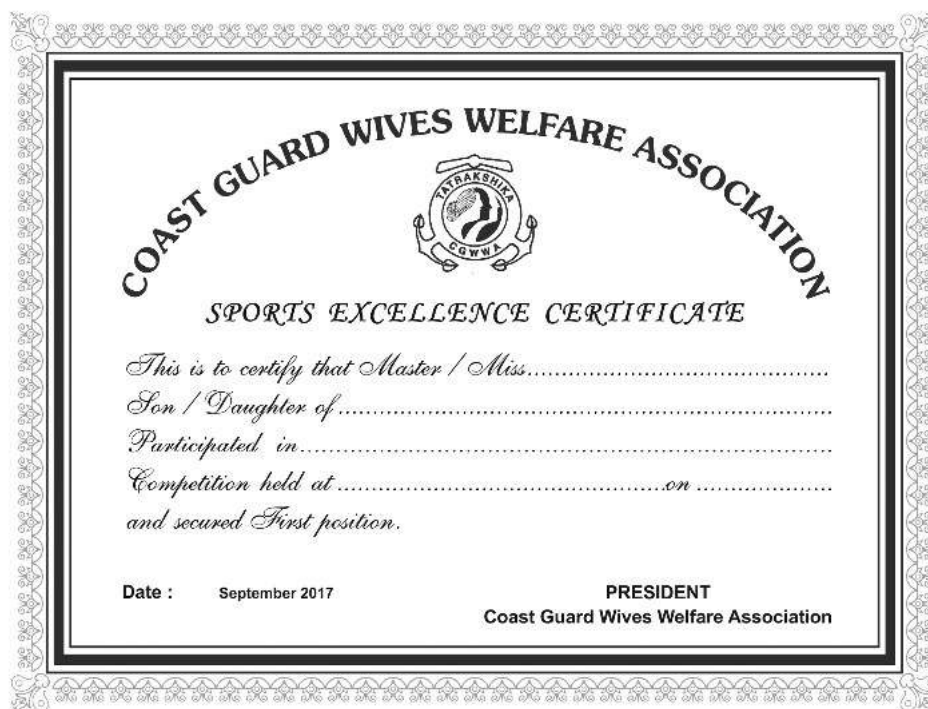 COAST GUARD WIVES WELFARE ASSOCIATION
TATRAKSHIKA
CGWWA
SPORTS EXCELLENCE CERTIFICATE
This is to certify that Master / Miss............................................
Son / Daughter of........................................................................
Participated in.............................................................................
Competition held at ................................................on ....................
and secured First position.
Date : September 2017 PRESIDENT
Coast Guard Wives Welfare Association